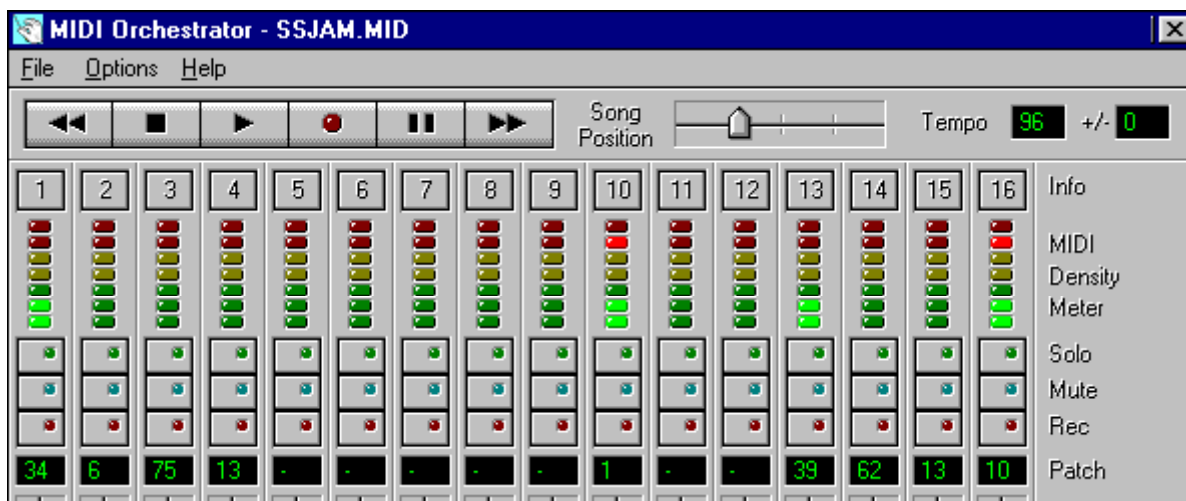 MIDI Orchestrator - SSJAM.MID
File Options Help
Song Position Tempo 96 +/- 0
1 2 3 4 5 6 7 8 9 10 11 12 13 14 15 16 Info
MIDI
Density
Meter
Solo
Mute
Rec
34 6 75 13 - - - - - 1 - - 39 62 13 10 Patch